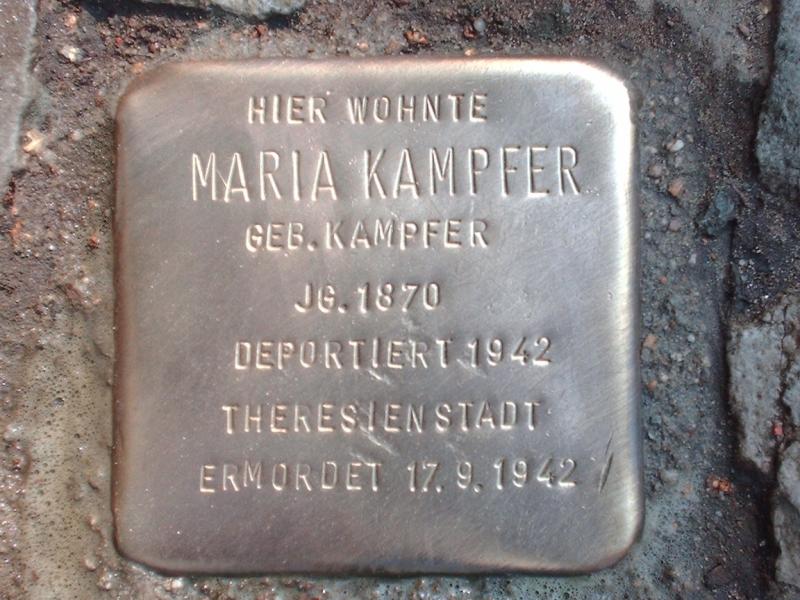 HIER WOHNTE
MARIA KAMPFER
GEB. KAMPFER
JG. 1870
DEPORTIERT 1942
THERESIENSTADT
ERMORDET 17. 9. 1942